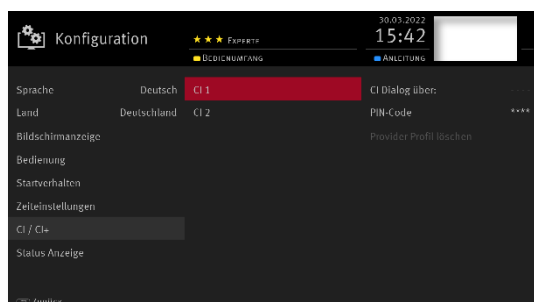 Konfiguration
★★★ EXPERTE
BEDIENUMFANG
30.03.2022
15:42
ANLEITUNG
Sprache Deutsch
Land Deutschland
Bildschirmanzeige
Bedienung
Startverhalten
Zeiteinstellungen
CI / CI+
Status Anzeige
CI 1
CI 2
CI Dialog über: ----
PIN-Code ****
Provider Profil löschen